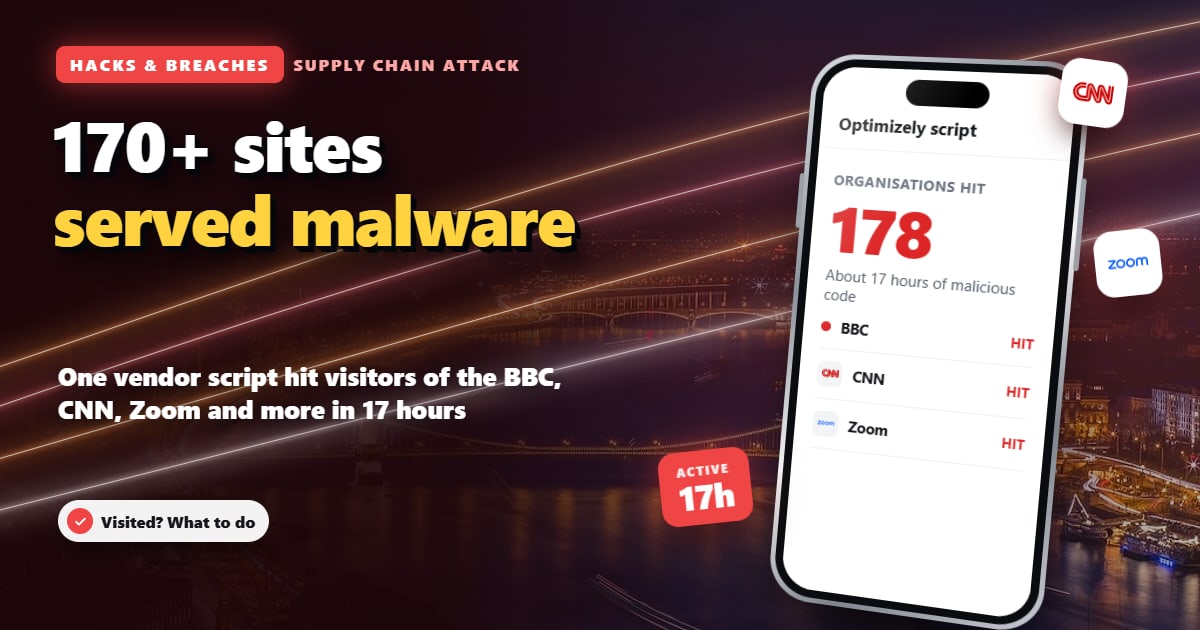 HACKS & BREACHES SUPPLY CHAIN ATTACK
170+ sites
served malware
One vendor script hit visitors of the BBC,
CNN, Zoom and more in 17 hours
Visited? What to do
ACTIVE
17h
Optimizely script
ORGANISATIONS HIT
178
About 17 hours of malicious
code
BBC HIT
CNN CNN HIT
zoom Zoom HIT
CNN
zoom